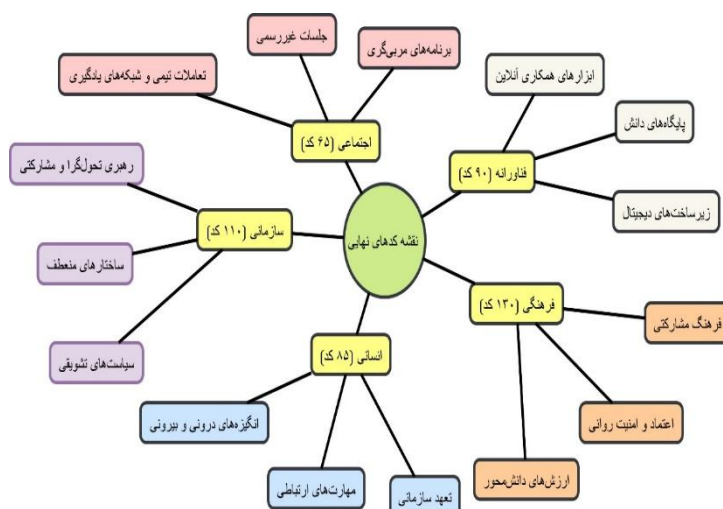 جلسات غیررسمی
برنامه‌های مربی‌گری
تعاملات تیمی و شبکه‌های یادگیری
ابزارهای همکاری آنلاین
اجتماعی (۶۵ کد)
پایگاه‌های دانش
رهبری تحول‌گرا و مشارکتی
فناورانه (۹۰ کد)
زیرساخت‌های دیجیتال
سازمانی (۱۱۰ کد)
نقشه کدهای نهایی
ساختارهای منعطف
فرهنگی (۱۳۰ کد)
فرهنگ مشارکتی
سیاست‌های تشویقی
انسانی (۸۵ کد)
انگیزه‌های درونی و بیرونی
اعتماد و امنیت روانی
مهارت‌های ارتباطی
تعهد سازمانی
ارزش‌های دانش‌محور